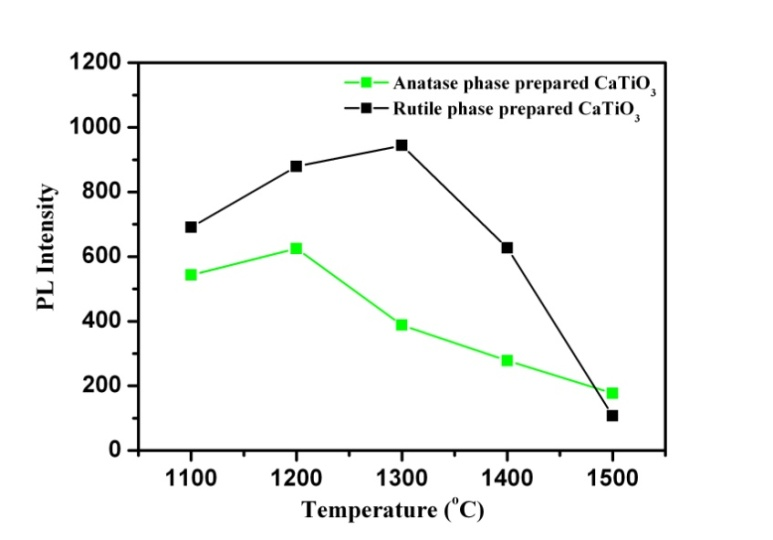 1200
1000
800
600
400
200
0
PL Intensity
Anatase phase prepared CaTiO₃
Rutile phase prepared CaTiO₃
1100 1200 1300 1400 1500
Temperature (°C)